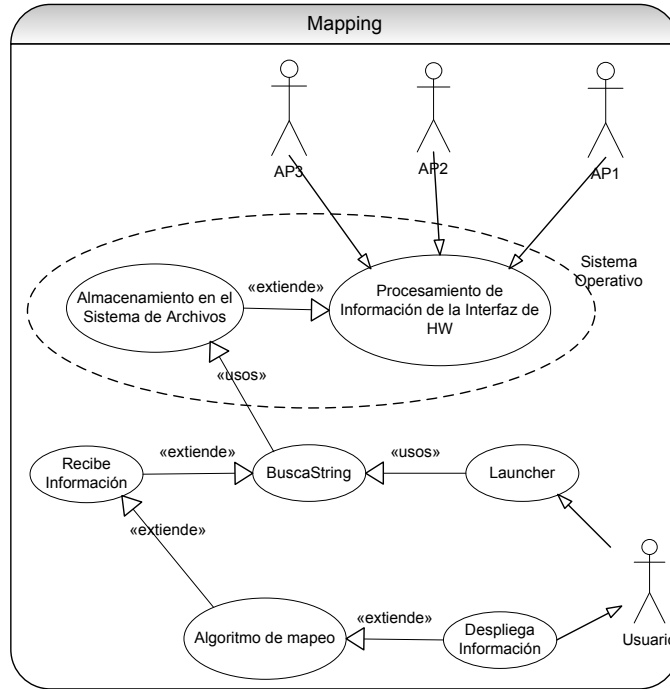 Mapping
AP3
AP2
AP1
Sistema
Operativo
«extiende»
Almacenamiento en el
Sistema de Archivos
Procesamiento de
Información de la Interfaz de
HW
«usos»
«extiende»
«usos»
Recibe
Información
BuscaString
Launcher
«extiende»
«extiende»
Algoritmo de mapeo
Despliega
Información
Usuario